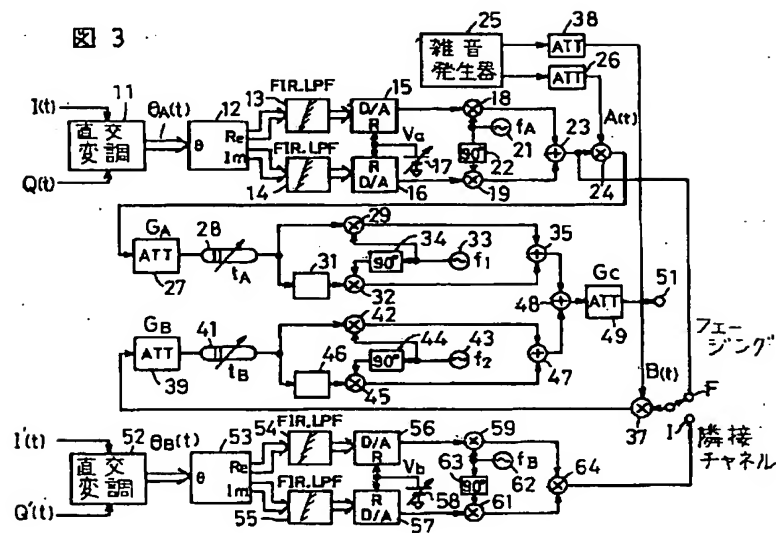 図 3
25
雑音
発生器
38
ATT
ATT
26
A(t)
I(t)
11
直交
変調
Q(t)
θA(t)
12
θ
Re
Im
FIR.LPF
13
FIR.LPF
14
15
D/A
R
R
D/A
16
Va
17
18
fA
21
90°
22
19
23
24
GA
ATT
27
28
tA
29
31
32
90°
34
33
f1
35
GB
ATT
39
41
tB
42
46
45
90°
44
43
f2
47
48
Gc
ATT
49
51
フェー
ジング
B(t)
F
37
I
隣接
チャネル
I'(t)
52
直交
変調
Q'(t)
θB(t)
53
θ
Re
Im
54
FIR.LPF
FIR.LPF
55
56
D/A
R
R
D/A
57
Vb
58
59
63
90°
fB
62
61
64